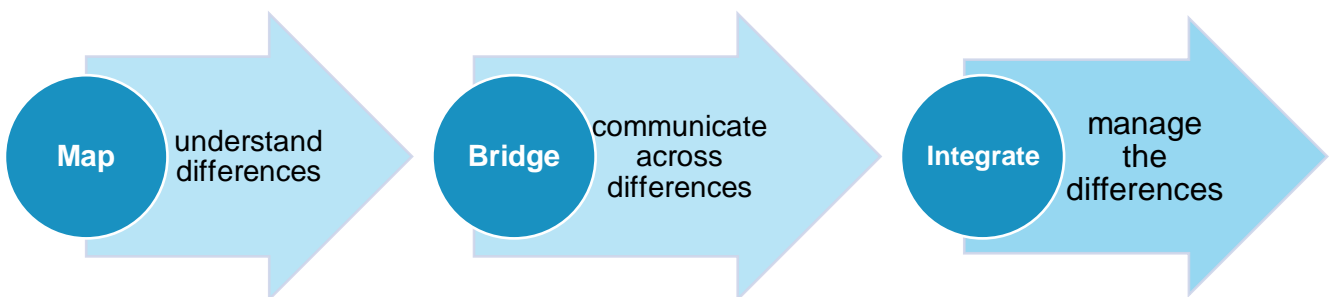 Map
understand
differences
Bridge
communicate
across
differences
Integrate
manage
the
differences